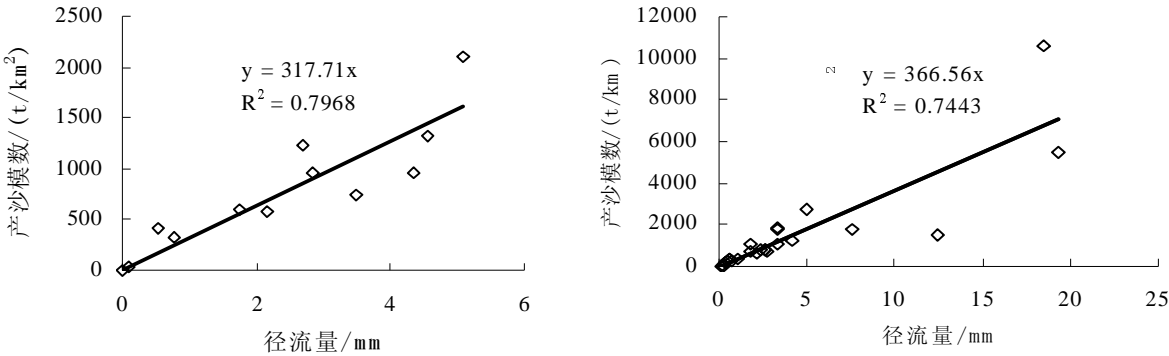 2500
2000
1500
1000
500
0
产沙模数/(t/km²)
y = 317.71x
R² = 0.7968
0 2 4 6
径流量/mm
12000
10000
8000
6000
4000
2000
0
产沙模数/(t/km )
2
y = 366.56x
R² = 0.7443
0 5 10 15 20 25
径流量/mm